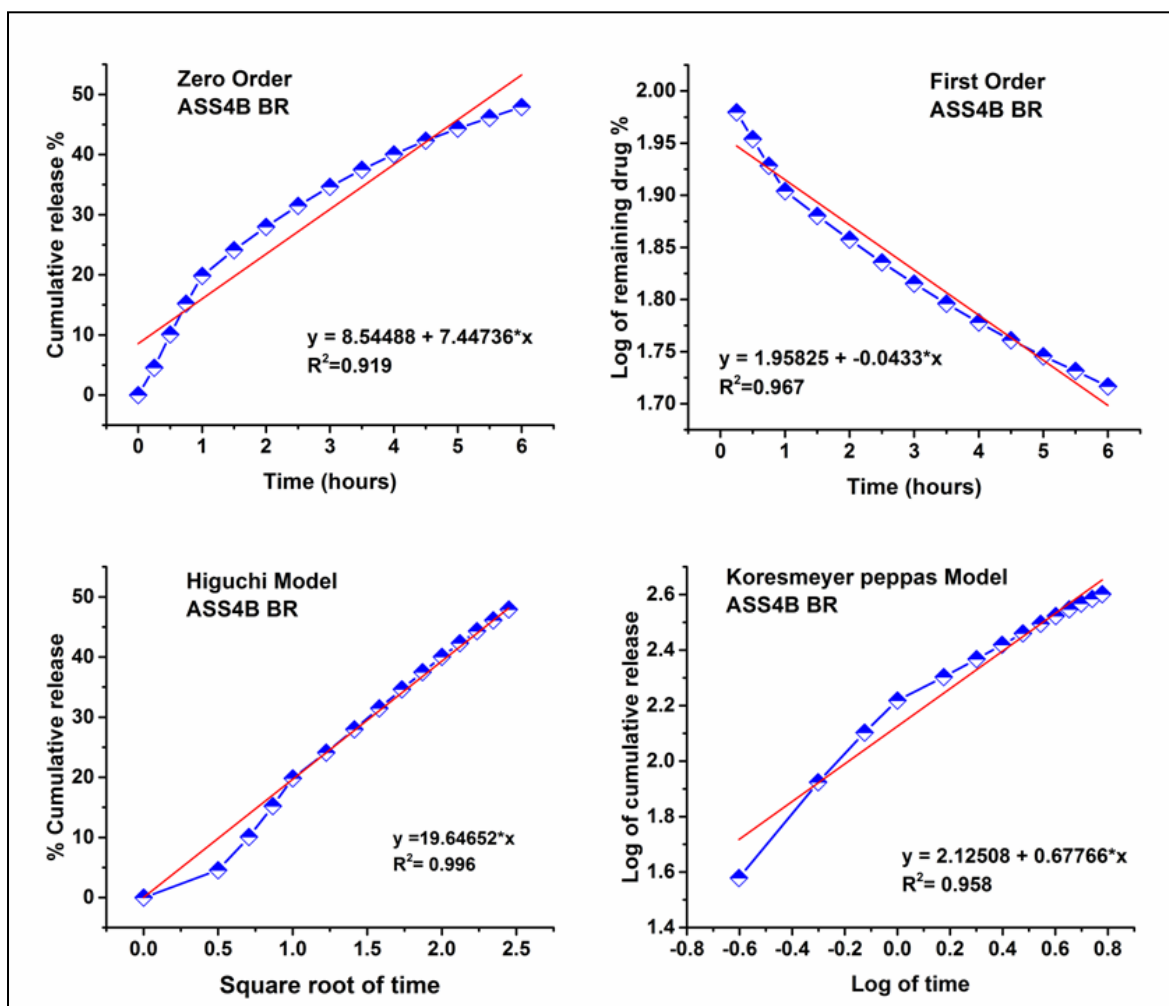 Zero Order
ASS4B BR
Cumulative release %
50
40
30
20
10
0
y = 8.54488 + 7.44736*x
R²=0.919
0 1 2 3 4 5 6
Time (hours)
First Order
ASS4B BR
Log of remaining drug %
2.00
1.95
1.90
1.85
1.80
1.75
1.70
y = 1.95825 + -0.0433*x
R²=0.967
0 1 2 3 4 5 6
Time (hours)
Higuchi Model
ASS4B BR
% Cumulative release
50
40
30
20
10
0
y =19.64652*x
R²= 0.996
0.0 0.5 1.0 1.5 2.0 2.5
Square root of time
Koresmeyer peppas Model
ASS4B BR
Log of cumulative release
2.6
2.4
2.2
2.0
1.8
1.6
1.4
y = 2.12508 + 0.67766*x
R²= 0.958
-0.8 -0.6 -0.4 -0.2 0.0 0.2 0.4 0.6 0.8
Log of time